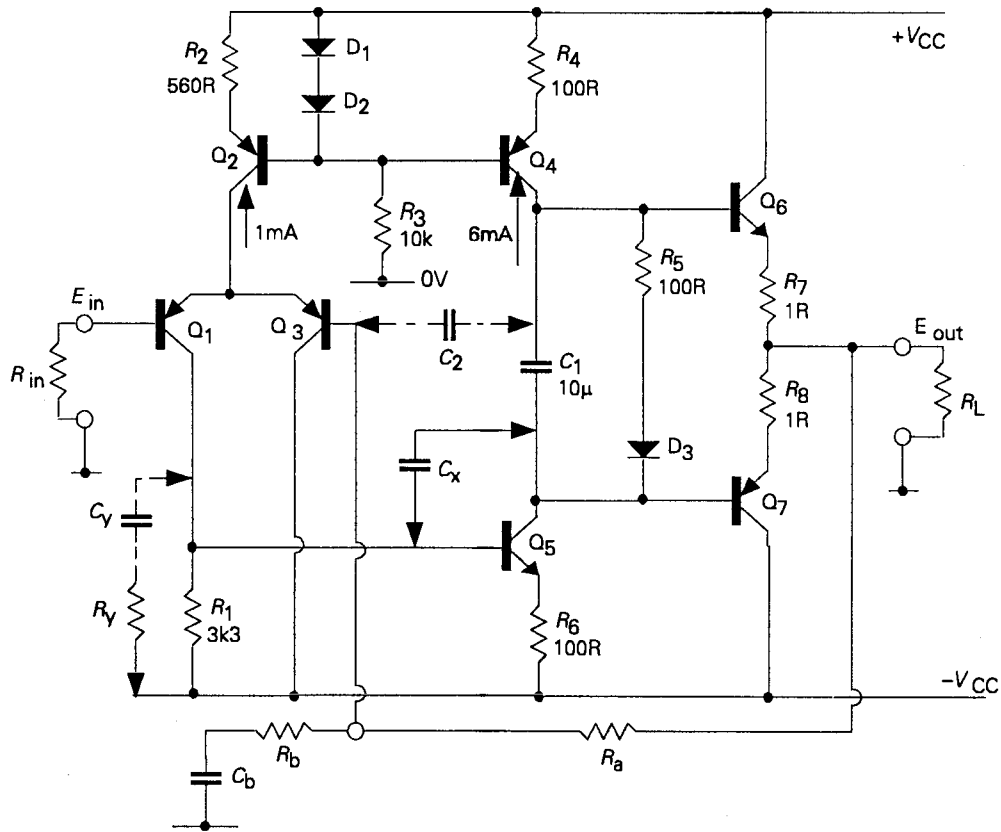 +VCC
R2
560R
D1
D2
R4
100R
Q2
Q4
Q6
1mA
R3
10k
6mA
0V
R5
100R
R7
1R
Ein
Q1
Q3
Eout
Rin
C2
C1
10μ
R8
1R
RL
Cx
D3
Cy
Q7
Q5
Ry
R1
3k3
R6
100R
-VCC
Rb
Ra
Cb